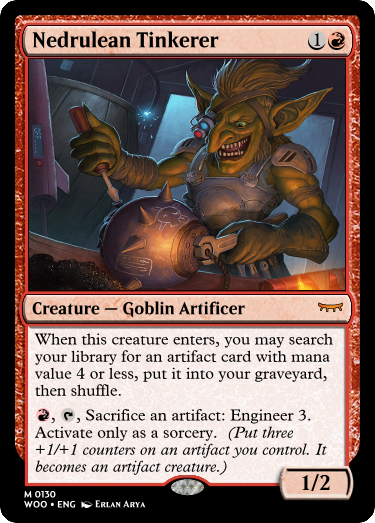 Nedrulean Tinkerer 1
Creature — Goblin Artificer
When this creature enters, you may search
your library for an artifact card with mana
value 4 or less, put it into your graveyard,
then shuffle.
, , Sacrifice an artifact: Engineer 3.
Activate only as a sorcery. (Put three
+1/+1 counters on an artifact you control. It
becomes an artifact creature.)
1/2
M 0130
WOO • ENG Erlan Arya